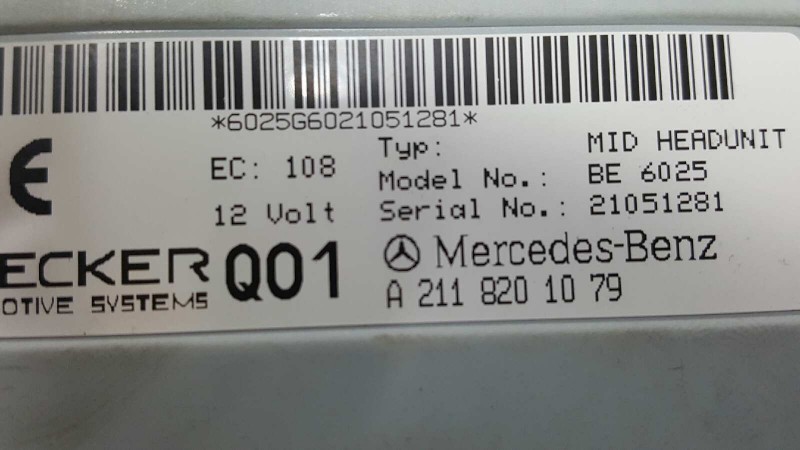 *6025G6021051281*
CE
EC: 108
12 Volt
Typ: MID HEADUNIT
Model No.: BE 6025
Serial No.: 21051281
ECKER
OTIVE SYSTEMS
Q01
Mercedes-Benz
A 211 820 10 79